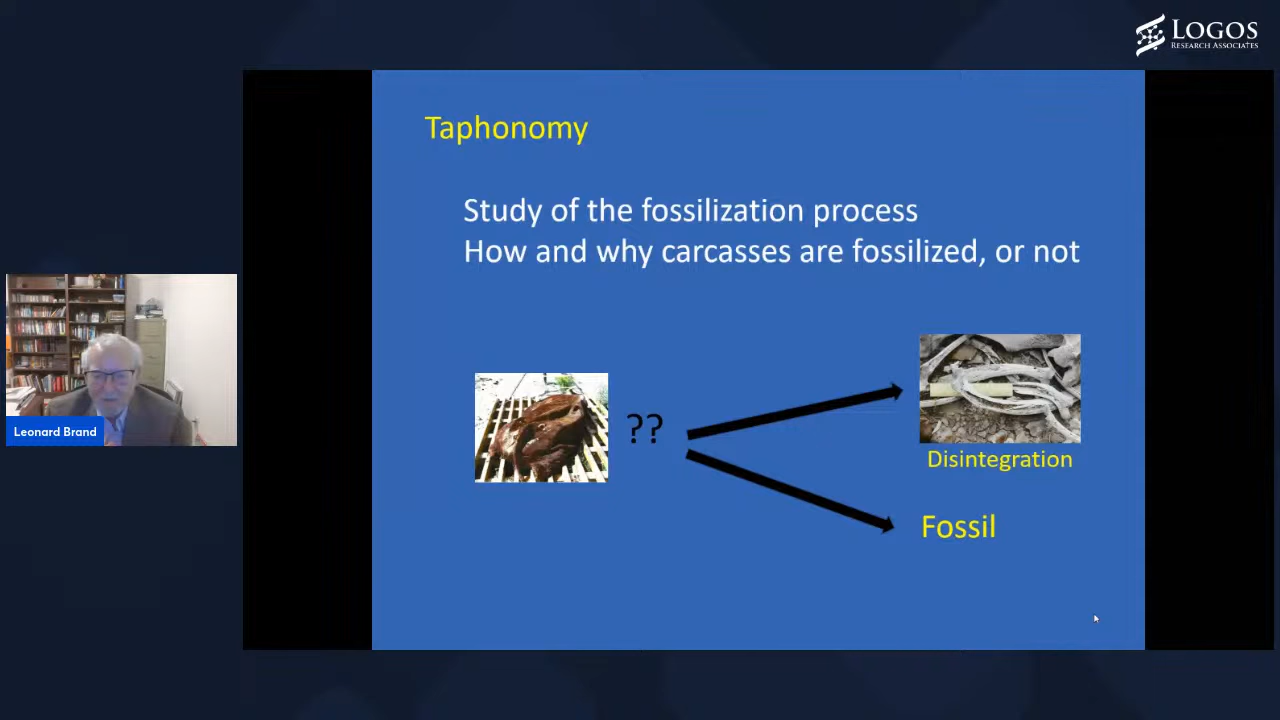 LOGOS
RESEARCH ASSOCIATES
Taphonomy
Study of the fossilization process
How and why carcasses are fossilized, or not
??
Disintegration
Fossil
Leonard Brand